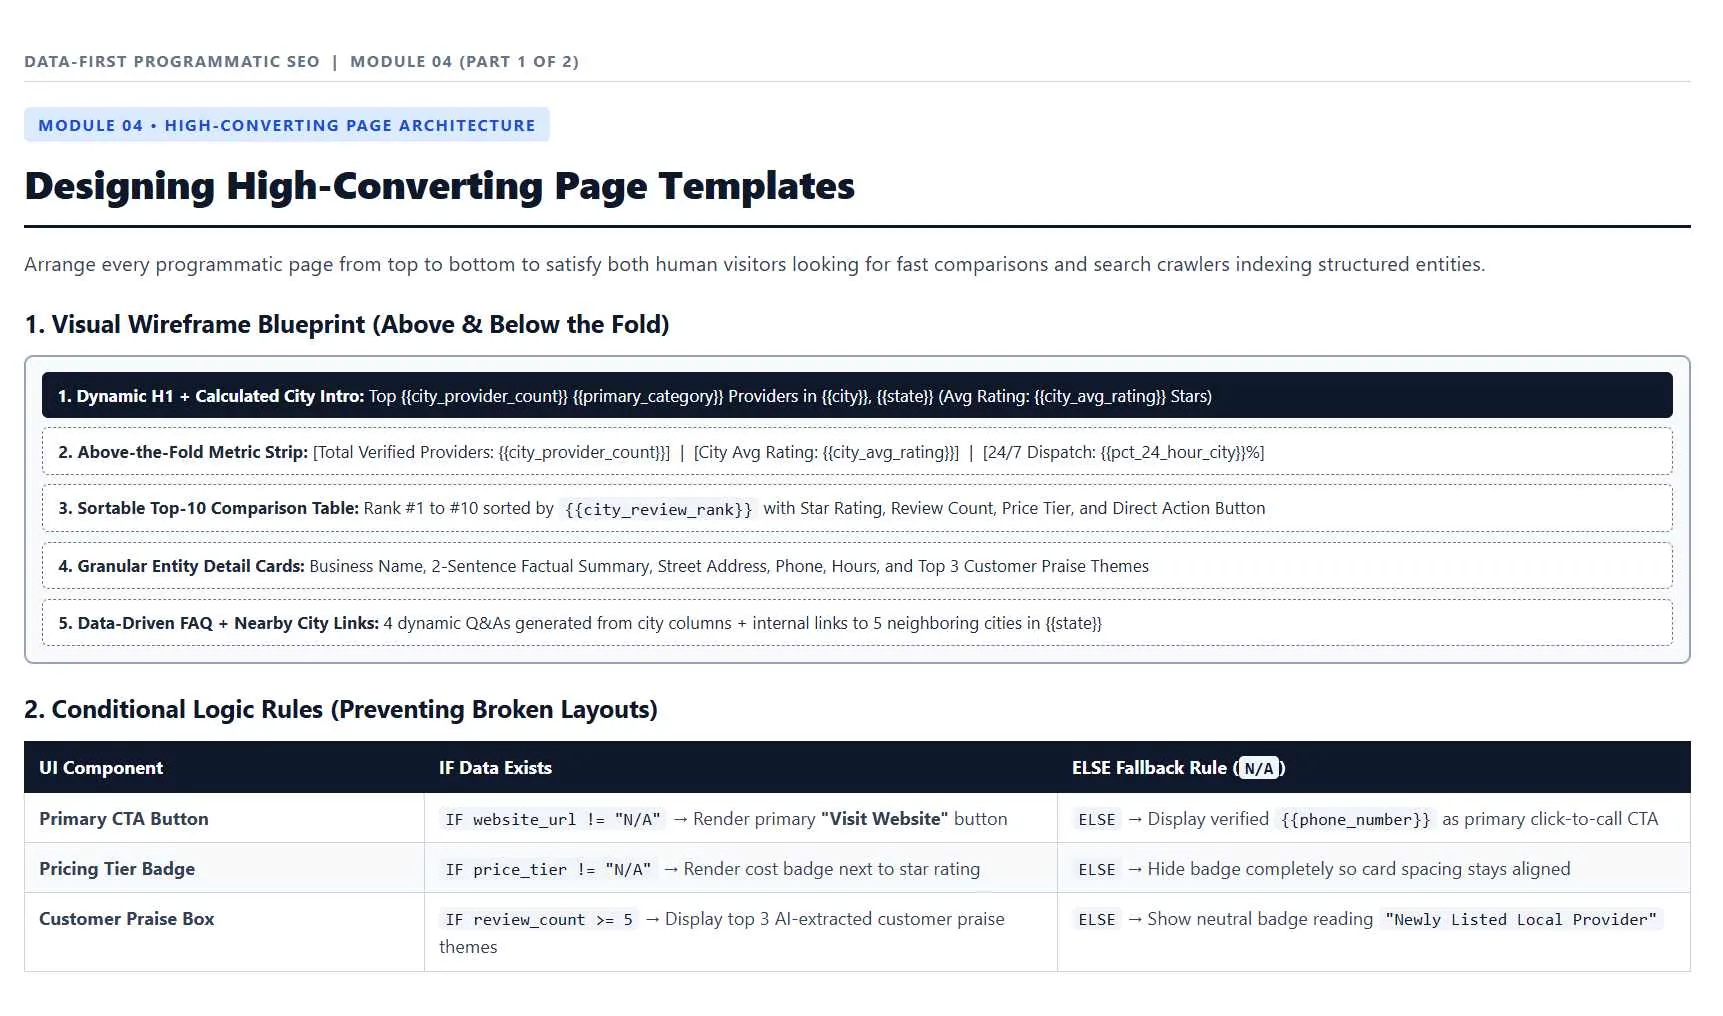 DATA-FIRST PROGRAMMATIC SEO | MODULE 04 (PART 1 OF 2)
MODULE 04 • HIGH-CONVERTING PAGE ARCHITECTURE
Designing High-Converting Page Templates
Arrange every programmatic page from top to bottom to satisfy both human visitors looking for fast comparisons and search crawlers indexing structured entities.
1. Visual Wireframe Blueprint (Above & Below the Fold)
1. Dynamic H1 + Calculated City Intro: Top {{city_provider_count}} {{primary_category}} Providers in {{city}}, {{state}} (Avg Rating: {{city_avg_rating}} Stars)
2. Above-the-Fold Metric Strip: [Total Verified Providers: {{city_provider_count}}] | [City Avg Rating: {{city_avg_rating}}] | [24/7 Dispatch: {{pct_24_hour_city}}%]
3. Sortable Top-10 Comparison Table: Rank #1 to #10 sorted by {{city_review_rank}} with Star Rating, Review Count, Price Tier, and Direct Action Button
4. Granular Entity Detail Cards: Business Name, 2-Sentence Factual Summary, Street Address, Phone, Hours, and Top 3 Customer Praise Themes
5. Data-Driven FAQ + Nearby City Links: 4 dynamic Q&As generated from city columns + internal links to 5 neighboring cities in {{state}}
2. Conditional Logic Rules (Preventing Broken Layouts)
UI Component IF Data Exists ELSE Fallback Rule (N/A)
Primary CTA Button IF website_url != "N/A" → Render primary "Visit Website" button ELSE → Display verified {{phone_number}} as primary click-to-call CTA
Pricing Tier Badge IF price_tier != "N/A" → Render cost badge next to star rating ELSE → Hide badge completely so card spacing stays aligned
Customer Praise Box IF review_count >= 5 → Display top 3 AI-extracted customer praise ELSE → Show neutral badge reading "Newly Listed Local Provider"
themes